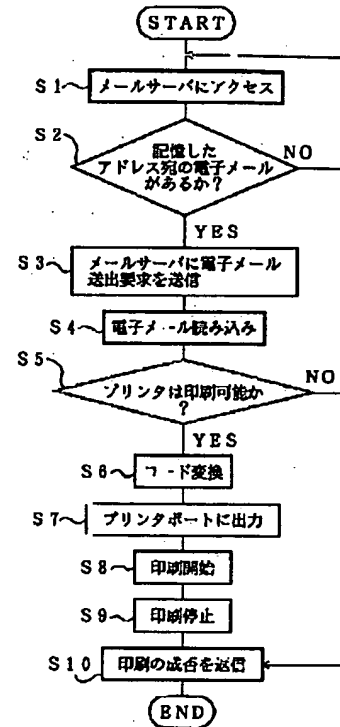 START
S1 メールサーバにアクセス
S2 記憶した
アドレス宛の電子メール NO
があるか?
YES
S3 メールサーバに電子メール
送出要求を送信
S4 電子メール読み込み
S5 プリンタは印刷可能か NO
?
YES
S6 コード変換
S7 プリンタポートに出力
S8 印刷開始
S9 印刷停止
S10 印刷の成否を返信
END